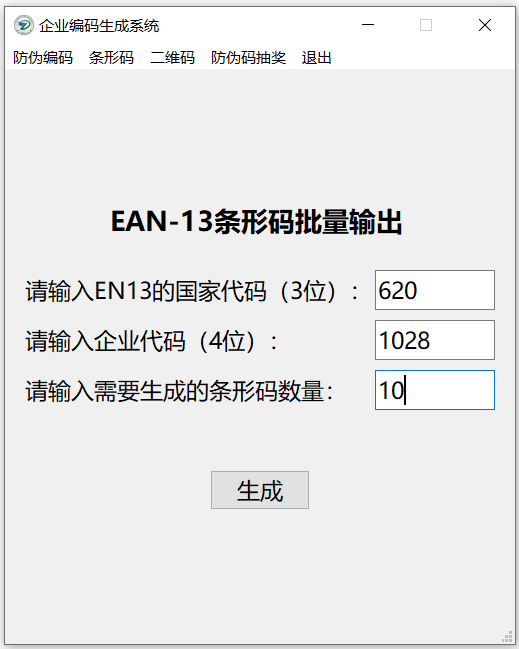 企业编码生成系统
防伪编码 条形码 二维码 防伪码抽奖 退出
EAN-13条形码批量输出
请输入EN13的国家代码（3位）： 620
请输入企业代码（4位）： 1028
请输入需要生成的条形码数量： 10
生成